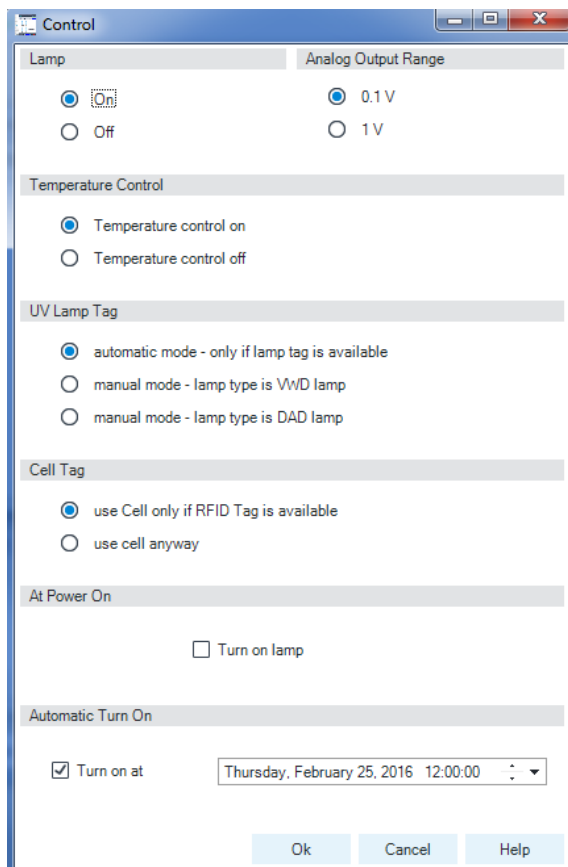 Control
Lamp
Analog Output Range
On
0.1 V
Off
1 V
Temperature Control
Temperature control on
Temperature control off
UV Lamp Tag
automatic mode - only if lamp tag is available
manual mode - lamp type is VWD lamp
manual mode - lamp type is DAD lamp
Cell Tag
use Cell only if RFID Tag is available
use cell anyway
At Power On
Turn on lamp
Automatic Turn On
Turn on at
Thursday, February 25, 2016 12:00:00
Ok
Cancel
Help